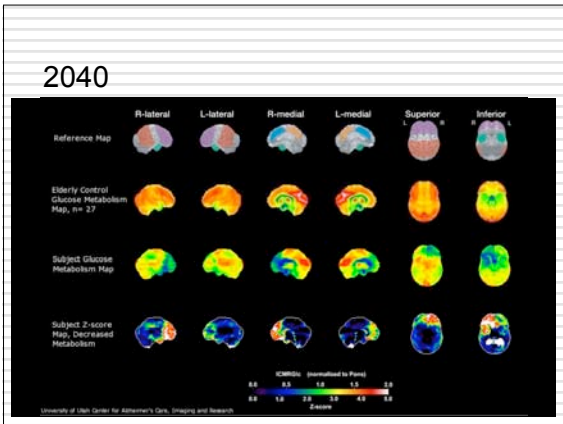 2040
R-lateral L-lateral R-medial L-medial Superior Inferior
L R R L
Reference Map
Elderly Control
Glucose Metabolism
Map, n= 27
Subject Glucose
Metabolism Map
Subject Z-score
Map, Decreased
Metabolism
(normalized to Pons)
0.0 0.5 1.0 1.5 2.0
0.0 1.0 2.0 3.0 4.0 5.0
Z-score
University of Utah Center for Alzheimer's Care, Imaging and Research